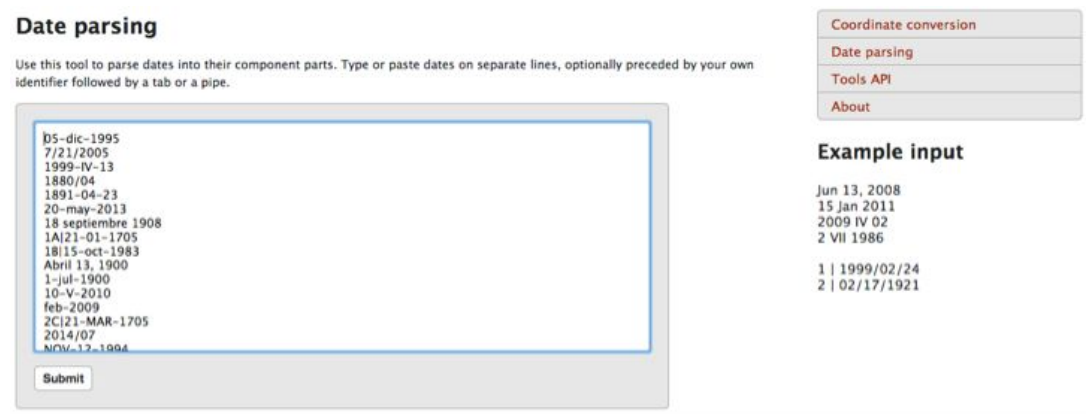 Date parsing
Use this tool to parse dates into their component parts. Type or paste dates on separate lines, optionally preceded by your own
identifier followed by a tab or a pipe.
05-dic-1995
7/21/2005
1999-IV-13
1880/04
1891-04-23
20-may-2013
18 septiembre 1908
1A|21-01-1705
18|15-oct-1983
Abril 13, 1900
1-jul-1900
10-V-2010
feb-2009
2C|21-MAR-1705
2014/07
NOV-12-1994
Submit
Coordinate conversion
Date parsing
Tools API
About
Example input
Jun 13, 2008
15 Jan 2011
2009 IV 02
2 VII 1986
1 | 1999/02/24
2 | 02/17/1921